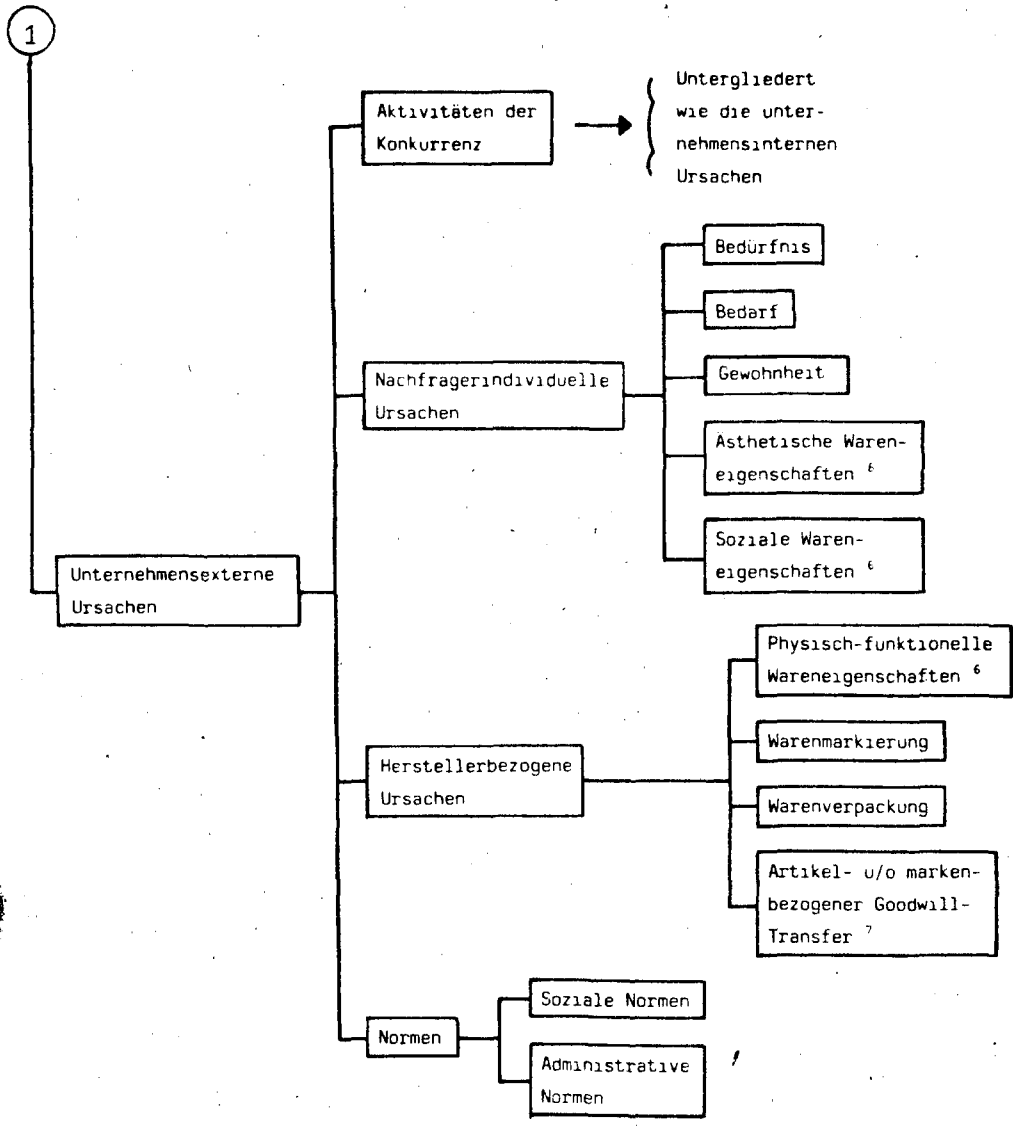 1
Aktivitäten der
Konkurrenz
Untergliedert
wie die unter-
nehmensinternen
Ursachen
Bedürfnis
Bedarf
Nachfragerindividuelle
Ursachen
Gewohnheit
Ästhetische Waren-
eigenschaften 6
Soziale Waren-
eigenschaften 6
Unternehmensexterne
Ursachen
Physisch-funktionelle
Wareneigenschaften 6
Warenmarkierung
Herstellerbezogene
Ursachen
Warenverpackung
Artikel- u/o marken-
bezogener Goodwill-
Transfer 7
Soziale Normen
Normen
Administrative
Normen